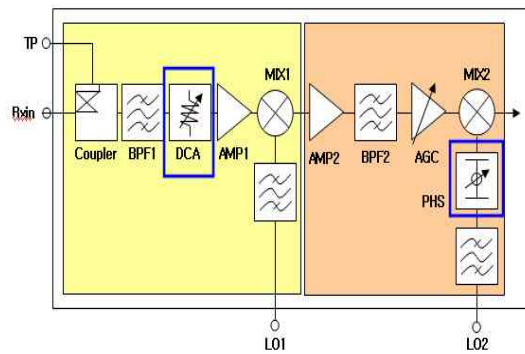 TP
Rxin
MIX1
MIX2
Coupler
BPF1
DCA
AMP1
AMP2
BPF2
AGC
PHS
LO1
LO2